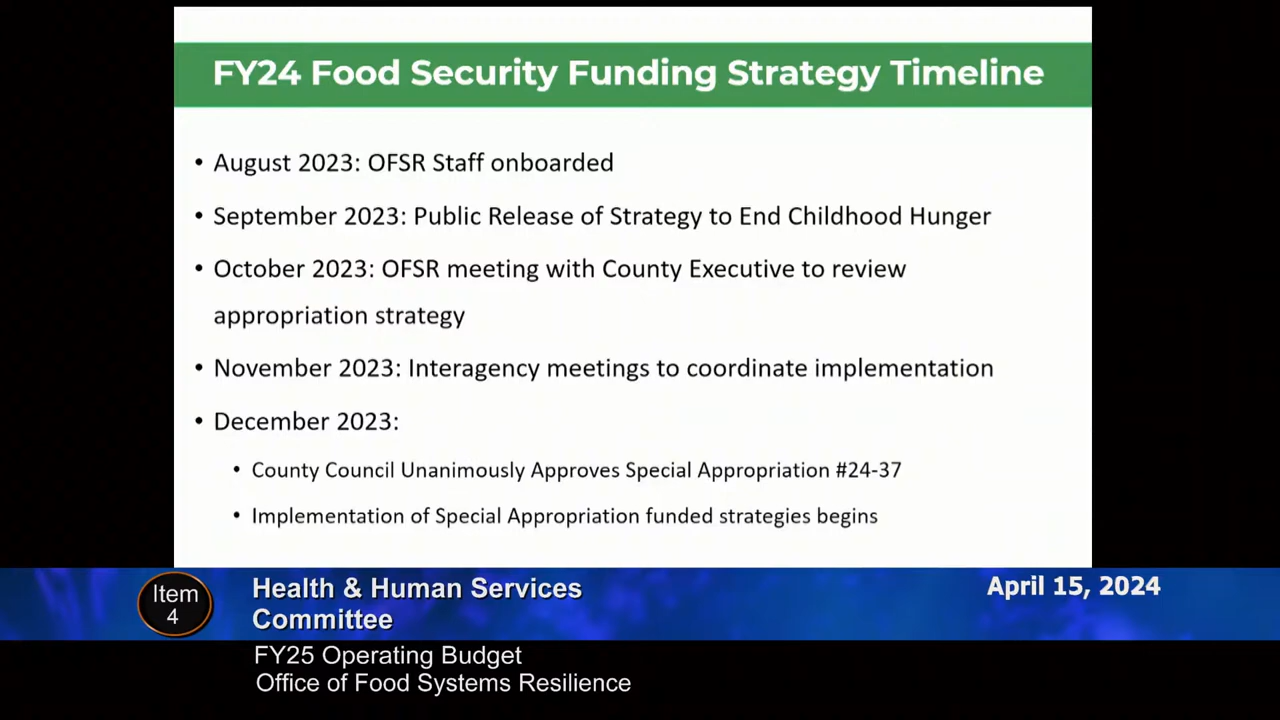 FY24 Food Security Funding Strategy Timeline
• August 2023: OFSR Staff onboarded
• September 2023: Public Release of Strategy to End Childhood Hunger
• October 2023: OFSR meeting with County Executive to review
appropriation strategy
• November 2023: Interagency meetings to coordinate implementation
• December 2023:
• County Council Unanimously Approves Special Appropriation #24-37
• Implementation of Special Appropriation funded strategies begins
Item
4
Health & Human Services
Committee
April 15, 2024
FY25 Operating Budget
Office of Food Systems Resilience